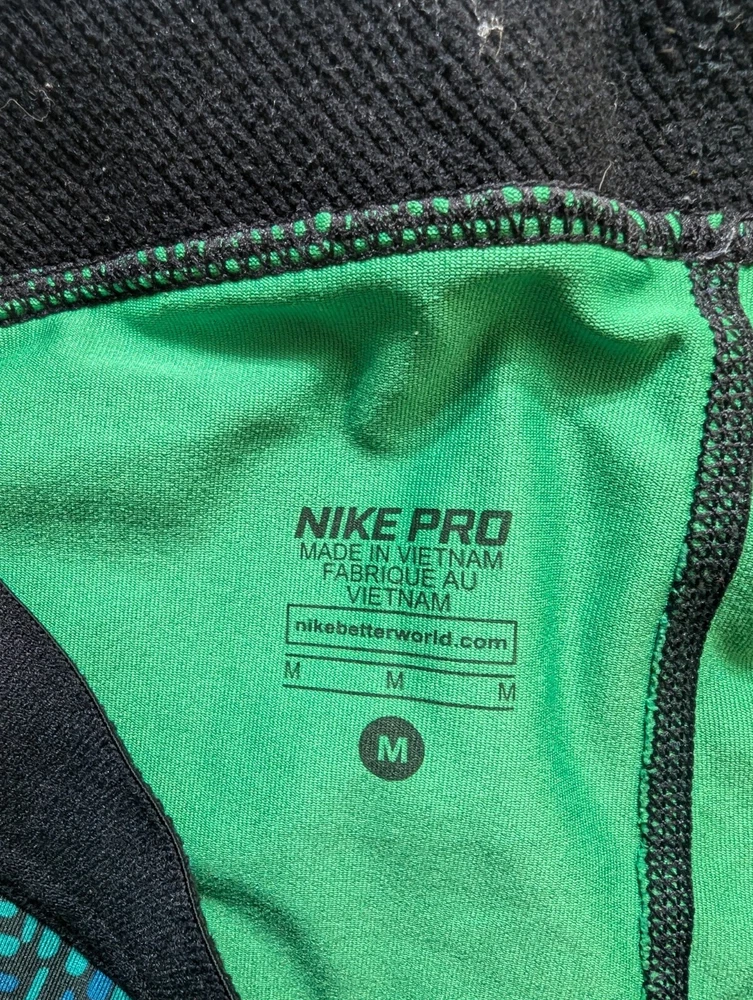 NIKE PRO
MADE IN VIETNAM
FABRIQUE AU
VIETNAM
nikebetterworld.com
M M M
M